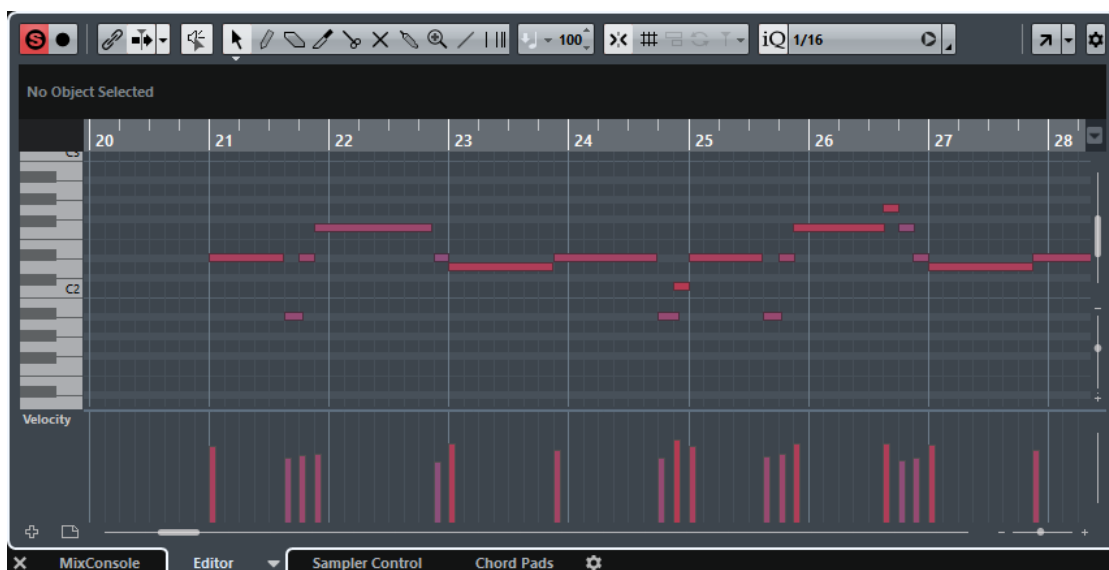 S 100 iQ 1/16
No Object Selected
20 21 22 23 24 25 26 27 28
C3
C2
Velocity
MixConsole Editor Sampler Control Chord Pads